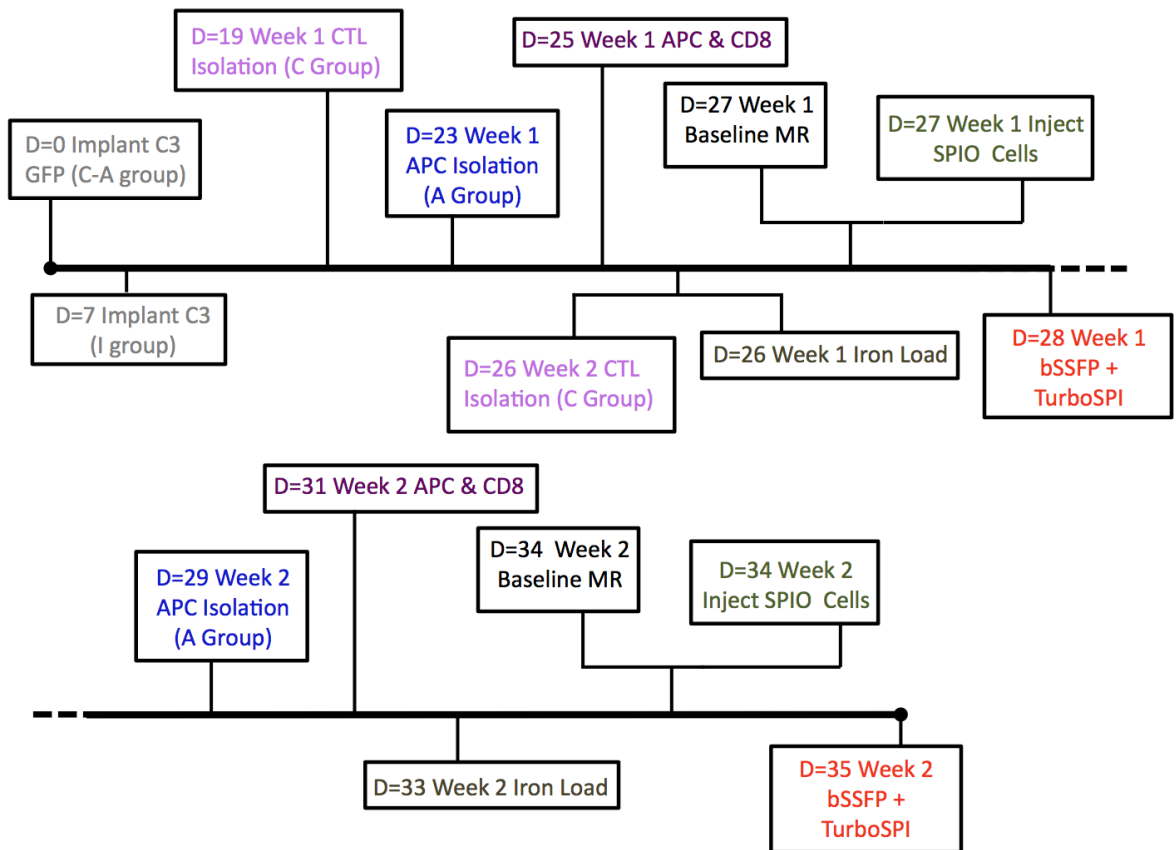 D=0 Implant C3
GFP (C-A group)
D=7 Implant C3
(I group)
D=19 Week 1 CTL
Isolation (C Group)
D=23 Week 1
APC Isolation
(A Group)
D=25 Week 1 APC & CD8
D=26 Week 2 CTL
Isolation (C Group)
D=26 Week 1 Iron Load
D=27 Week 1
Baseline MR
D=27 Week 1 Inject
SPIO Cells
D=28 Week 1
bSSFP +
TurboSPI
D=29 Week 2
APC Isolation
(A Group)
D=31 Week 2 APC & CD8
D=33 Week 2 Iron Load
D=34 Week 2
Baseline MR
D=34 Week 2
Inject SPIO Cells
D=35 Week 2
bSSFP +
TurboSPI